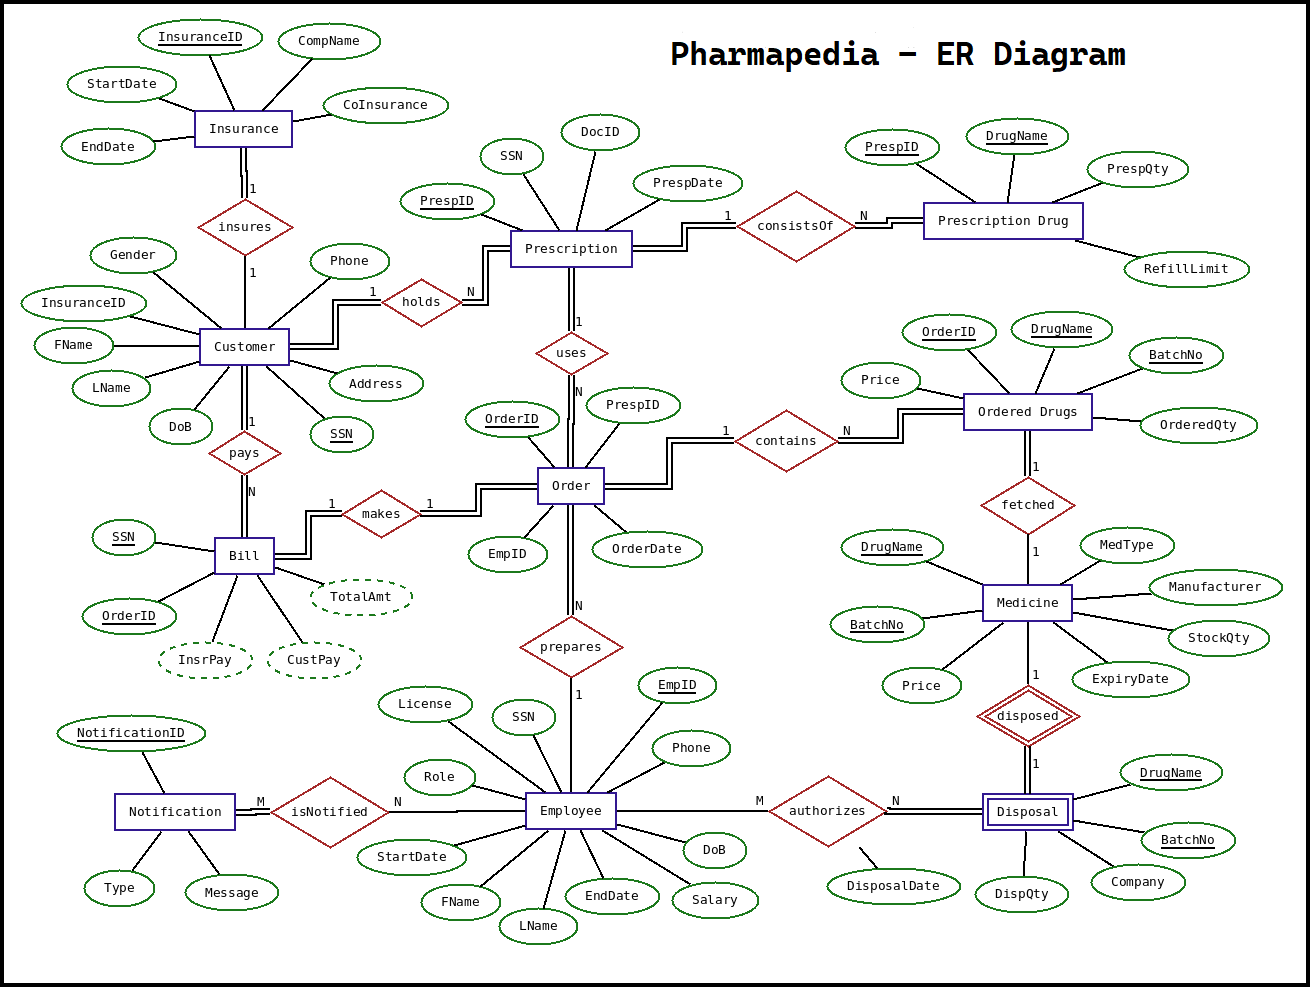 Pharmapedia - ER Diagram
InsuranceID
CompName
StartDate
CoInsurance
EndDate
Insurance
1
insures
1
Gender
Phone
InsuranceID
FName
LName
DoB
SSN
Address
Customer
1
holds
N
SSN
DocID
PrespID
PrespDate
Prescription
1
consistsOf
N
PrespID
DrugName
PrespQty
Prescription Drug
RefillLimit
1
uses
N
1
pays
N
OrderID
PrespID
Order
EmpID
OrderDate
1
contains
N
OrderID
DrugName
BatchNo
Price
Ordered Drugs
OrderedQty
1
fetched
1
1
makes
1
SSN
Bill
OrderID
TotalAmt
InsrPay
CustPay
N
prepares
1
DrugName
MedType
Manufacturer
Medicine
BatchNo
StockQty
Price
ExpiryDate
1
disposed
1
NotificationID
Notification
Type
Message
M
isNotified
N
License
SSN
EmpID
Phone
Role
Employee
StartDate
DoB
FName
LName
EndDate
Salary
M
authorizes
N
DisposalDate
DrugName
Disposal
BatchNo
DispQty
Company